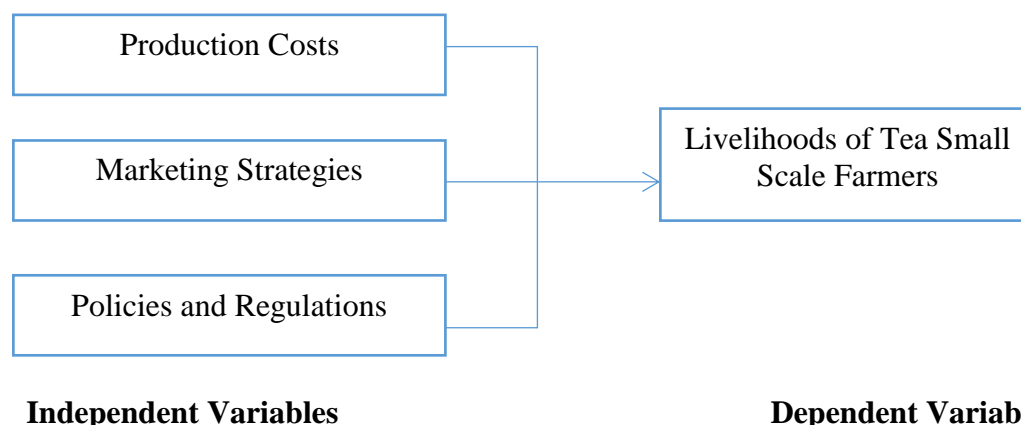 Production Costs
Marketing Strategies
Policies and Regulations
Livelihoods of Tea Small
Scale Farmers
Independent Variables
Dependent Variab